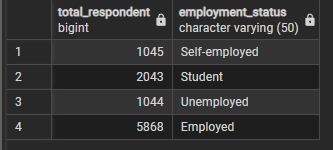 total_respondent employment_status
bigint character varying (50)
1 1045 Self-employed
2 2043 Student
3 1044 Unemployed
4 5868 Employed